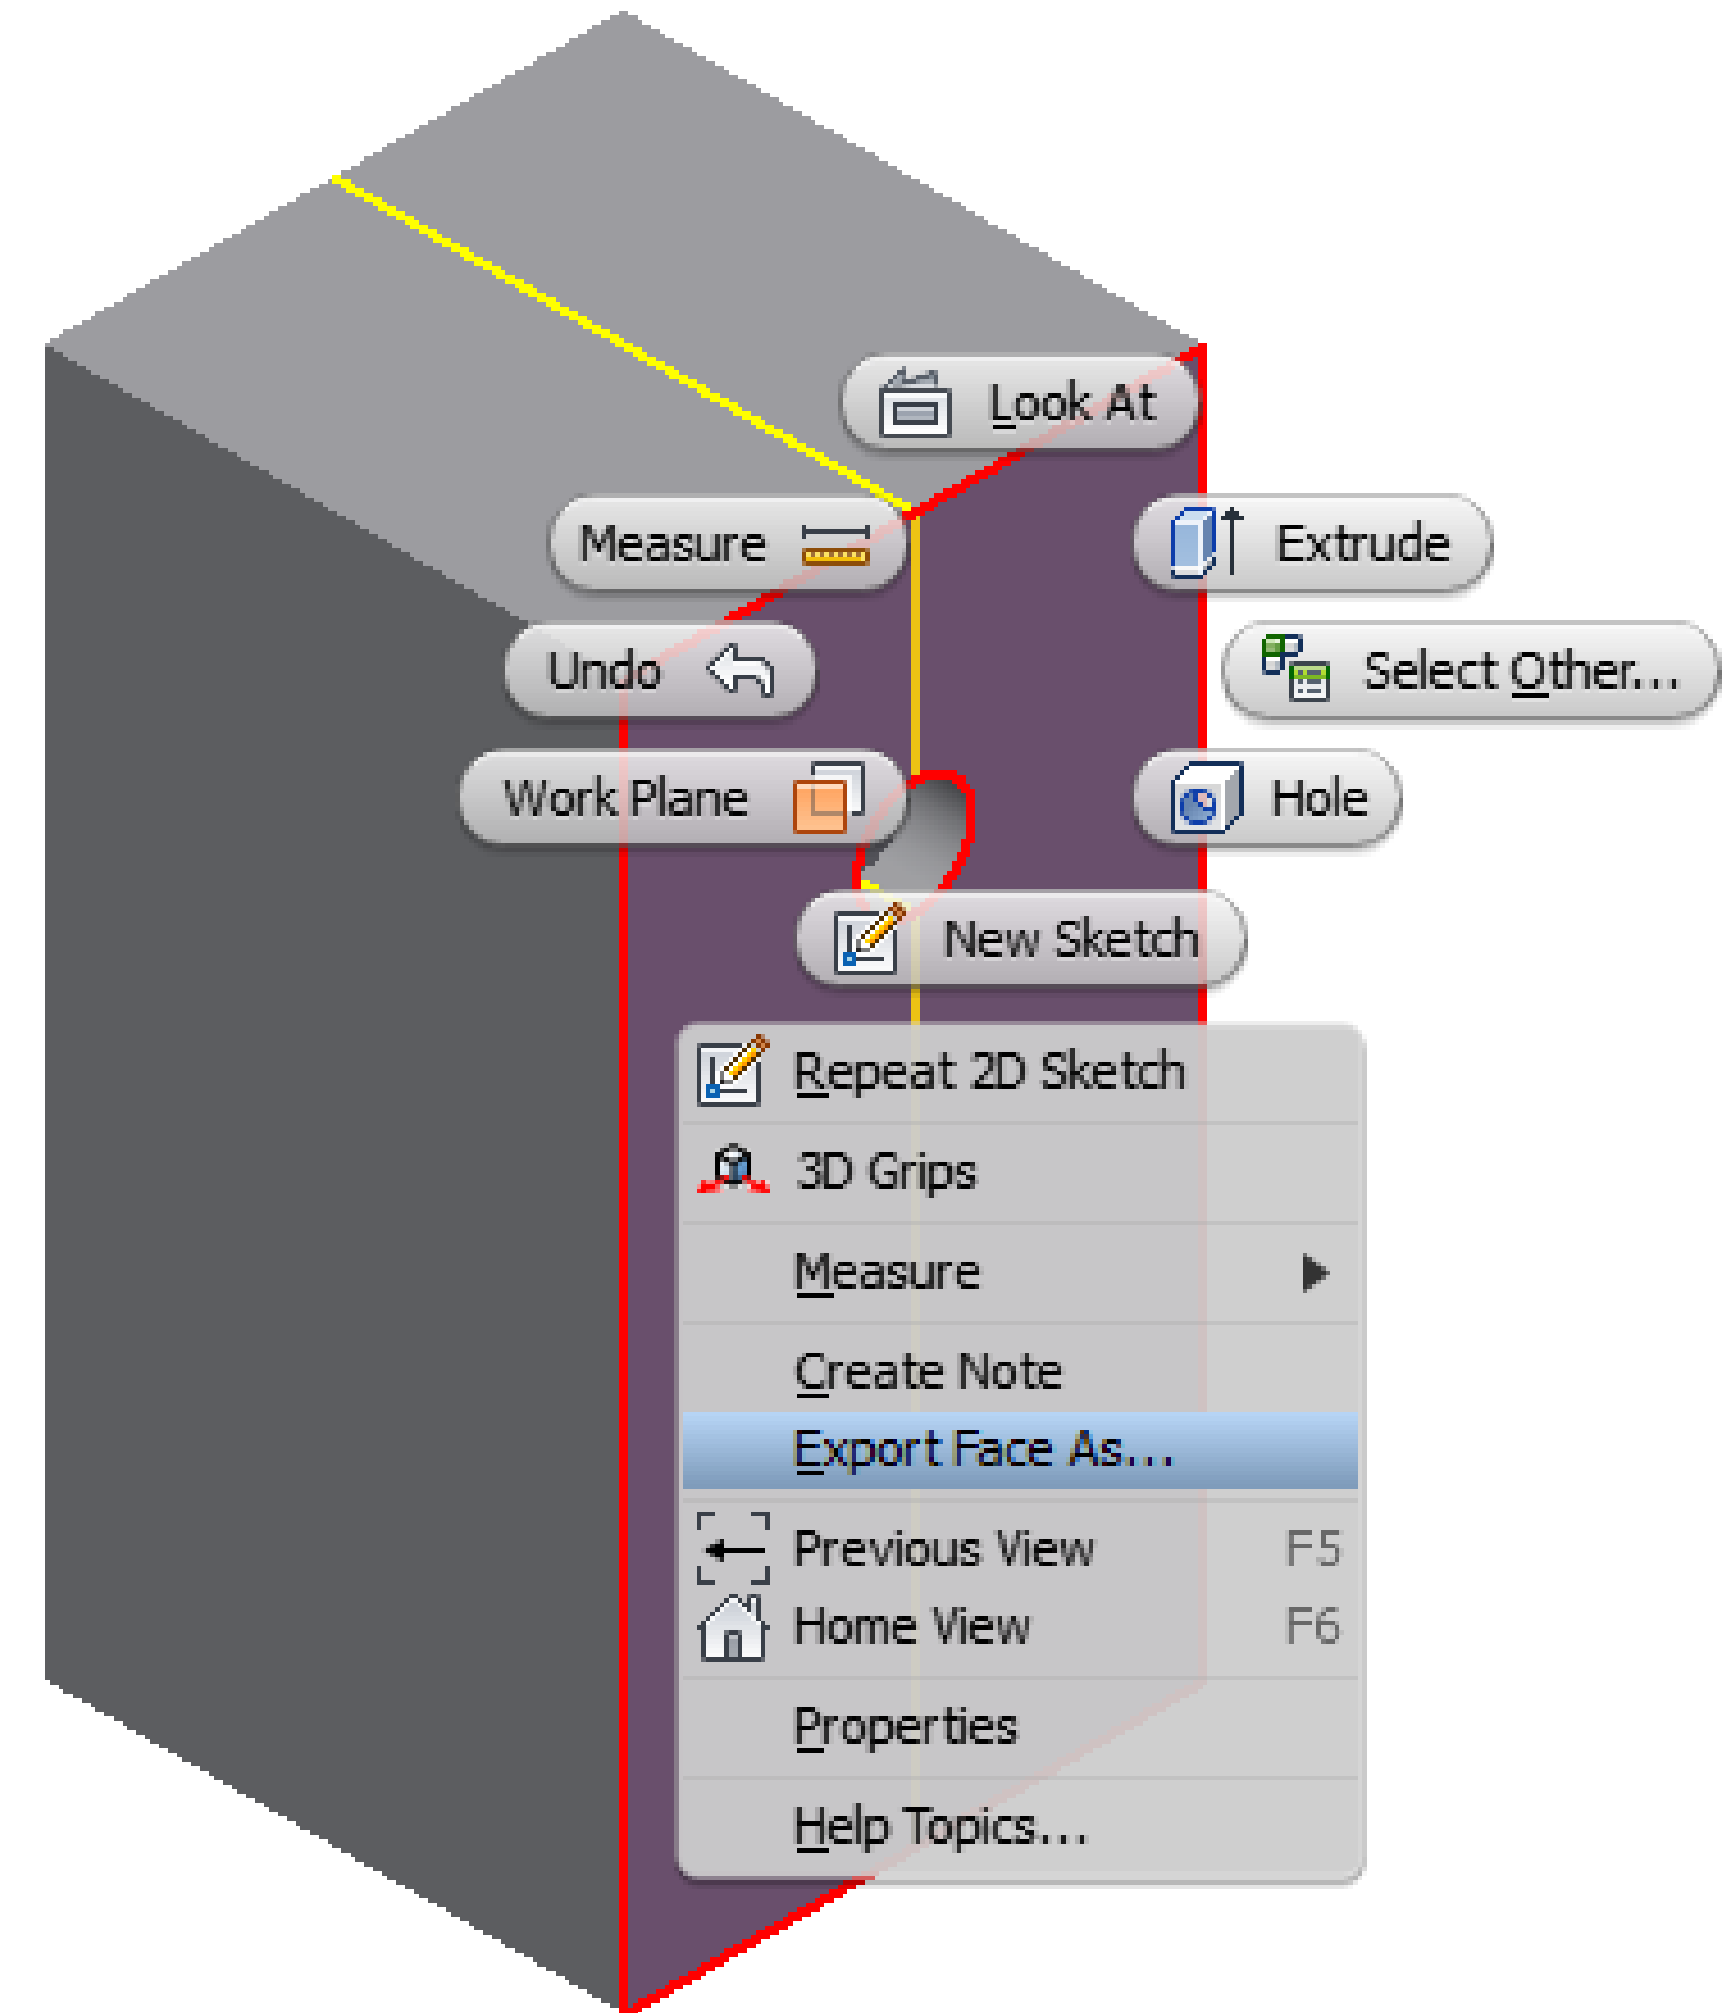 Look At
Measure
Extrude
Undo
Select Other...
Work Plane
Hole
New Sketch
Repeat 2D Sketch
3D Grips
Measure
Create Note
Export Face As...
Previous View F5
Home View F6
Properties
Help Topics...